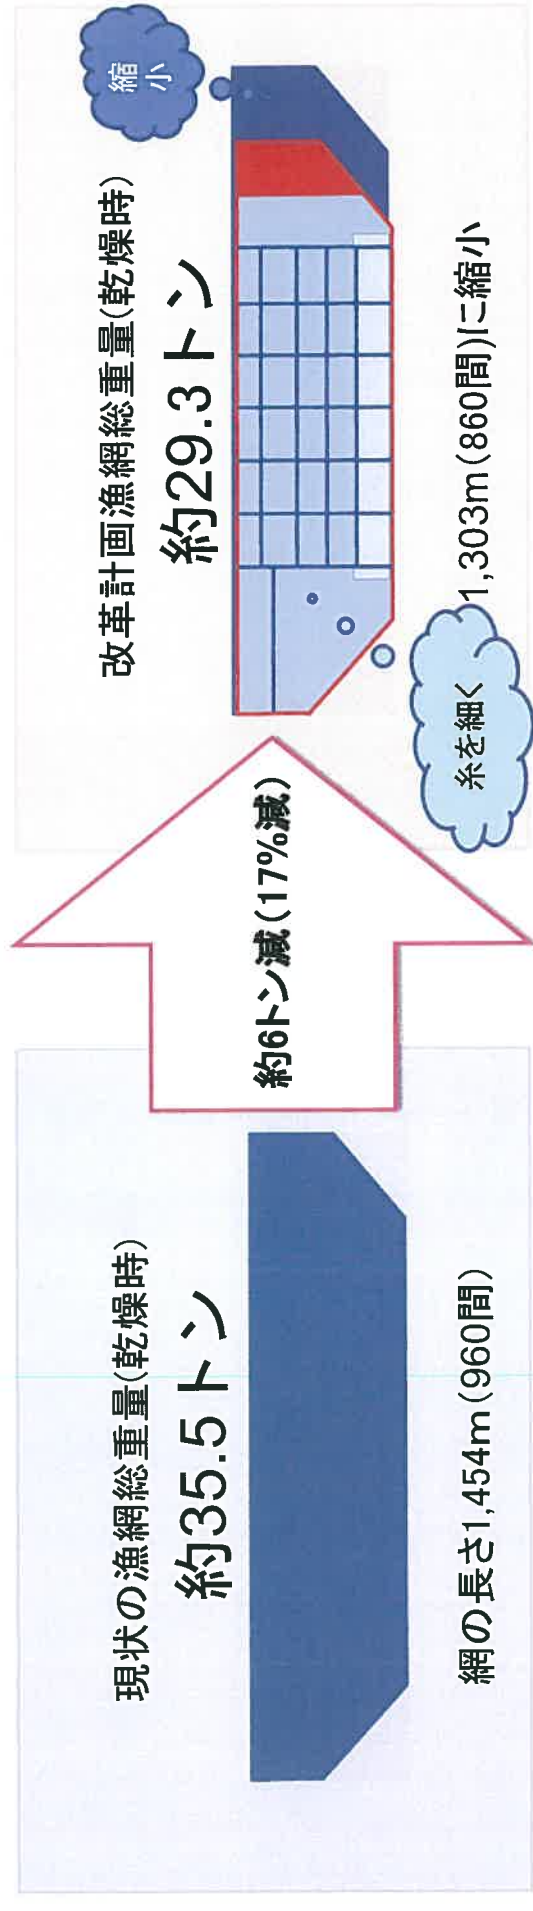 現状の漁網総重量(乾燥時)
約35.5トン
網の長さ1,454m(960間)
約6トン減(17%減)
改革計画漁網総重量(乾燥時)
約29.3トン
縮
小
糸を細く
1,303m(860間)に縮小